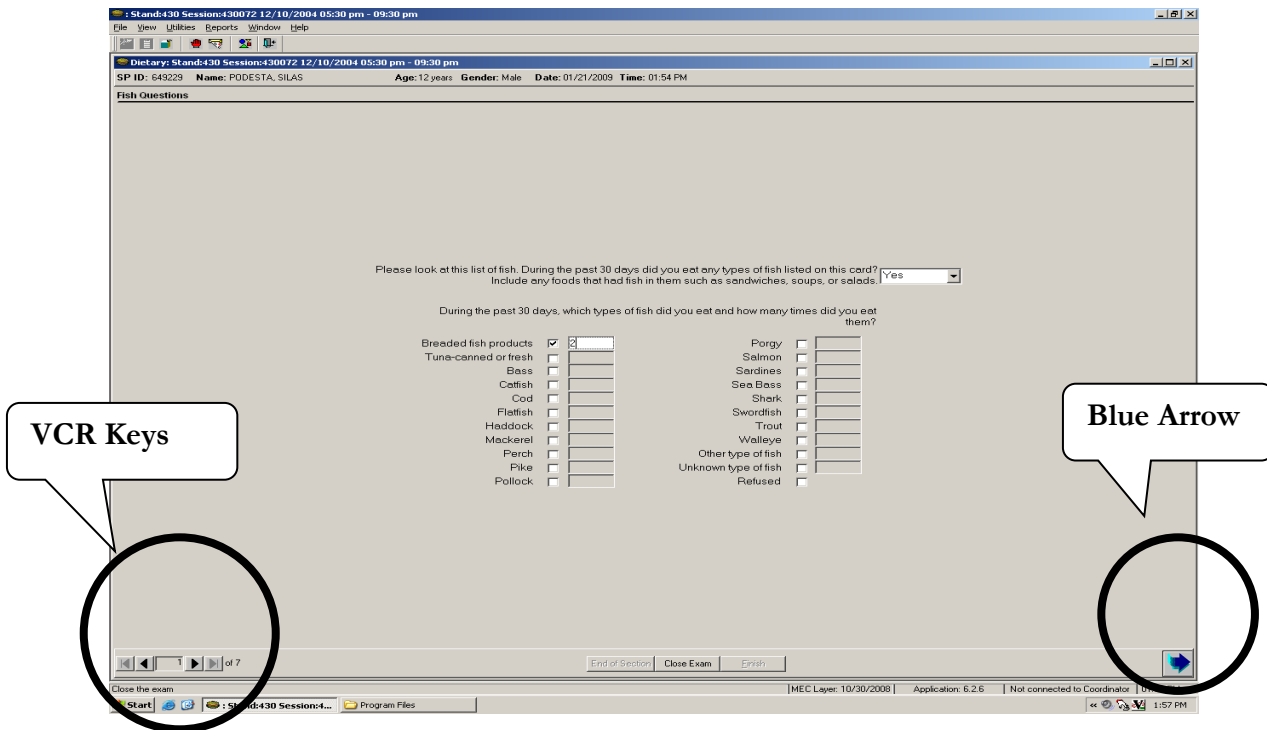 : Stand:430 Session:430072 12/10/2004 05:30 pm - 09:30 pm
File View Utilities Reports Window Help
Dietary: Stand:430 Session:430072 12/10/2004 05:30 pm - 09:30 pm
SP ID: 649229 Name: PODESTA, SILAS Age: 12 years Gender: Male Date: 01/21/2009 Time: 01:54 PM
Fish Questions
Please look at this list of fish. During the past 30 days did you eat any types of fish listed on this card? Yes
Include any foods that had fish in them such as sandwiches, soups, or salads.
During the past 30 days, which types of fish did you eat and how many times did you eat
them?
Breaded fish products 2 Porgy
Tuna-canned or fresh Salmon
Bass Sardines
Catfish Sea Bass
Cod Shark
Flatfish Swordfish
Haddock Trout
Mackerel Walleye
Perch Other type of fish
Pike Unknown type of fish
Pollock Refused
VCR Keys
Blue Arrow
1 of 7 End of Section Close Exam Finish
Close the exam MEC Layer: 10/30/2008 Application: 6.2.6 Not connected to Coordinator
Start : Stand:430 Session:4... Program Files « 1:57 PM